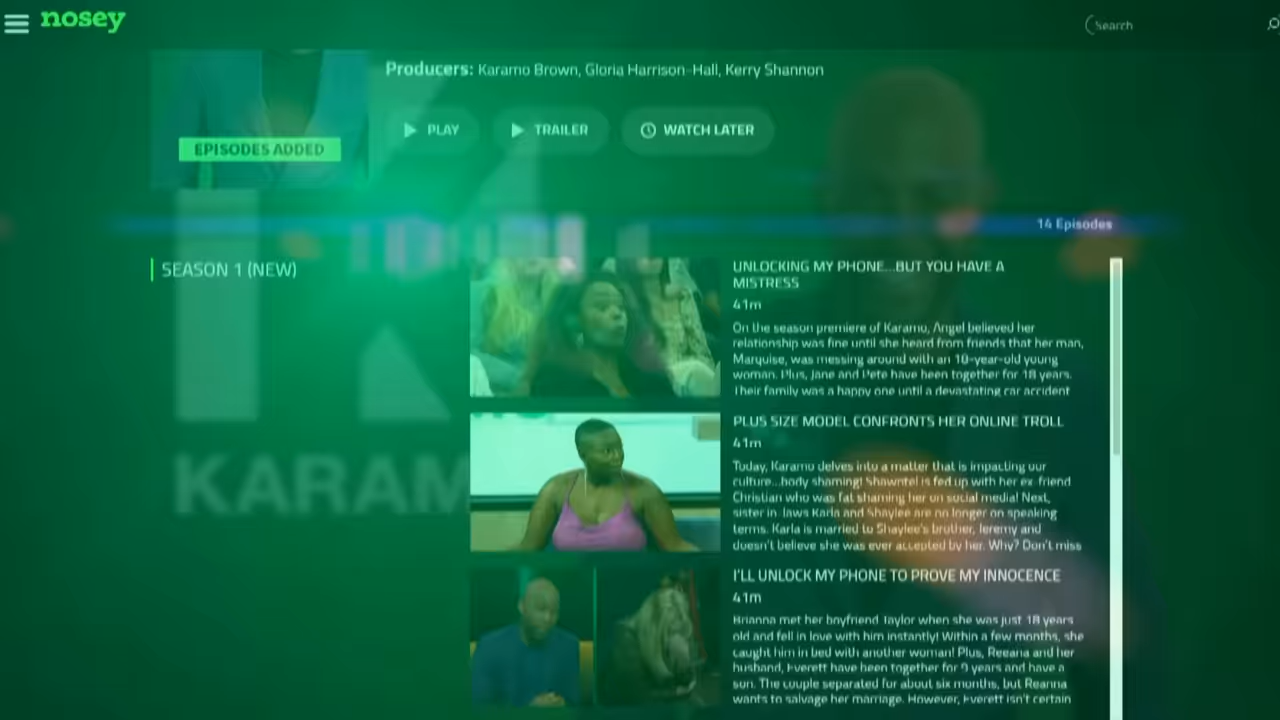 nosey
Search
Producers: Karamo Brown, Gloria Harrison-Hall, Kerry Shannon
PLAY
TRAILER
WATCH LATER
EPISODES ADDED
14 Episodes
SEASON 1 (NEW)
KARAM
UNLOCKING MY PHONE...BUT YOU HAVE A
MISTRESS
41m
On the season premiere of Karamo, Angel believed her
relationship was fine until she heard from friends that her man,
Marquise, was messing around with an 18-year-old young
woman. Plus, Jane and Pete have been together for 18 years.
Their family was a happy one until a devastating car accident
PLUS SIZE MODEL CONFRONTS HER ONLINE TROLL
41m
Today, Karamo delves into a matter that is impacting our
culture...body shaming! Shawntel is fed up with her ex-friend
Christian who was fat shaming her on social media! Next,
sister-in-laws Karla and Shaylee are no longer on speaking
terms. Karla is married to Shaylee's brother, Jeremy and
doesn't believe she was ever accepted by her. Why? Don't miss
I'LL UNLOCK MY PHONE TO PROVE MY INNOCENCE
41m
Brianna met her boyfriend Taylor when she was just 18 years
old and fell in love with him instantly! Within a few months, she
caught him in bed with another woman! Plus, Reeana and her
husband, Everett have been together for 9 years and have a
son. The couple separated for about six months, but Reanna
wants to salvage her marriage. However, Everett isn't certain